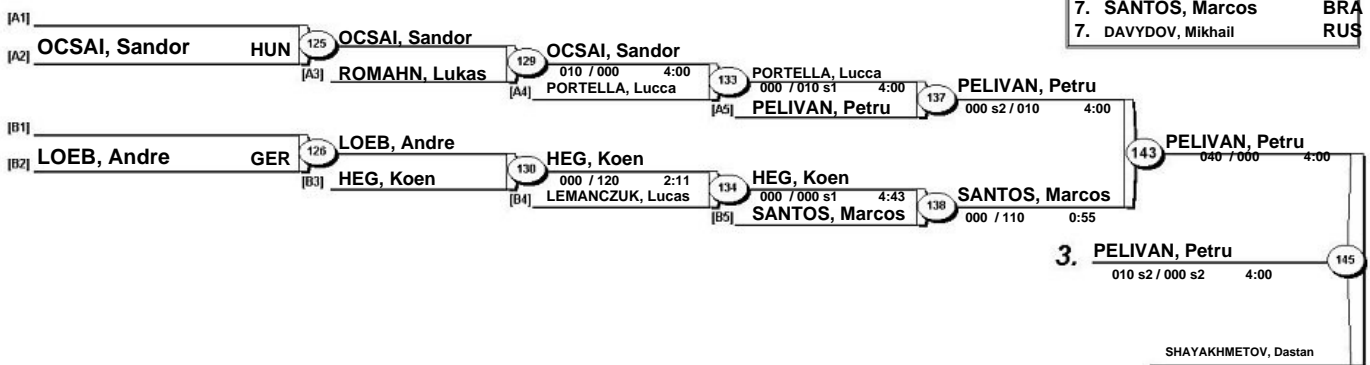 7. SANTOS, Marcos BRA
7. DAVYDOV, Mikhail RUS
[A1]
[A2] OCSAI, Sandor HUN
125
OCSAI, Sandor
[A3] ROMAHN, Lukas
129
OCSAI, Sandor
010 / 000 4:00
[A4] PORTELLA, Lucca
133
PORTELLA, Lucca
000 / 010 s1 4:00
[A5] PELIVAN, Petru
137
PELIVAN, Petru
000 s2 / 010 4:00
[B1]
[B2] LOEB, Andre GER
126
LOEB, Andre
[B3] HEG, Koen
130
HEG, Koen
000 / 120 2:11
[B4] LEMANCZUK, Lucas
134
HEG, Koen
000 / 000 s1 4:43
[B5] SANTOS, Marcos
138
SANTOS, Marcos
000 / 110 0:55
143
PELIVAN, Petru
040 / 000 4:00
3. PELIVAN, Petru
010 s2 / 000 s2 4:00
145
SHAYAKHMETOV, Dastan